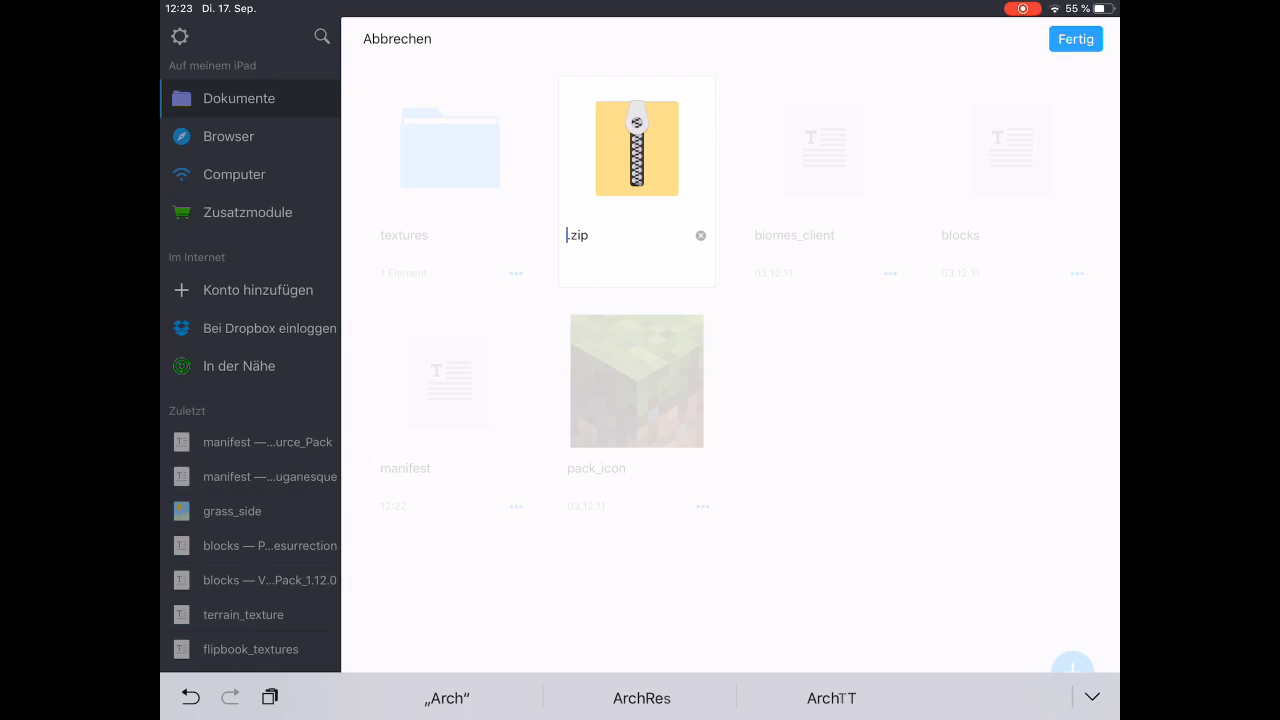 12:23 Di. 17. Sep.
55 %
Auf meinem iPad
Dokumente
Browser
Computer
Zusatzmodule
Im Internet
Konto hinzufügen
Bei Dropbox einloggen
In der Nähe
Zuletzt
manifest —...urce_Pack
manifest —...uganesque
grass_side
blocks — P...esurrection
blocks — V...Pack_1.12.0
terrain_texture
flipbook_textures
Abbrechen
Fertig
textures
1 Element
.zip
biomes_client
03.12.11
blocks
03.12.11
manifest
12:22
pack_icon
03.12.11
„Arch“
ArchRes
ArchTT